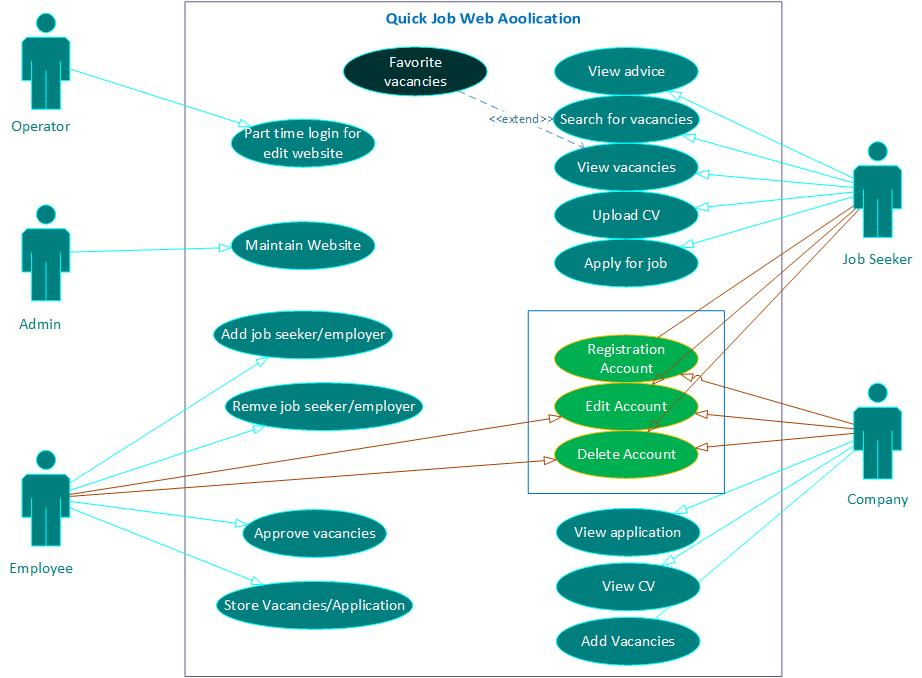 Quick Job Web Aoolication
Favorite
vacancies
View advice
<<extend>>
Search for vacancies
Operator
Part time login for
edit website
View vacancies
Upload CV
Maintain Website
Apply for job
Job Seeker
Admin
Add job seeker/employer
Registration
Account
Remve job seeker/employer
Edit Account
Delete Account
Company
Approve vacancies
View application
Employee
View CV
Store Vacancies/Application
Add Vacancies